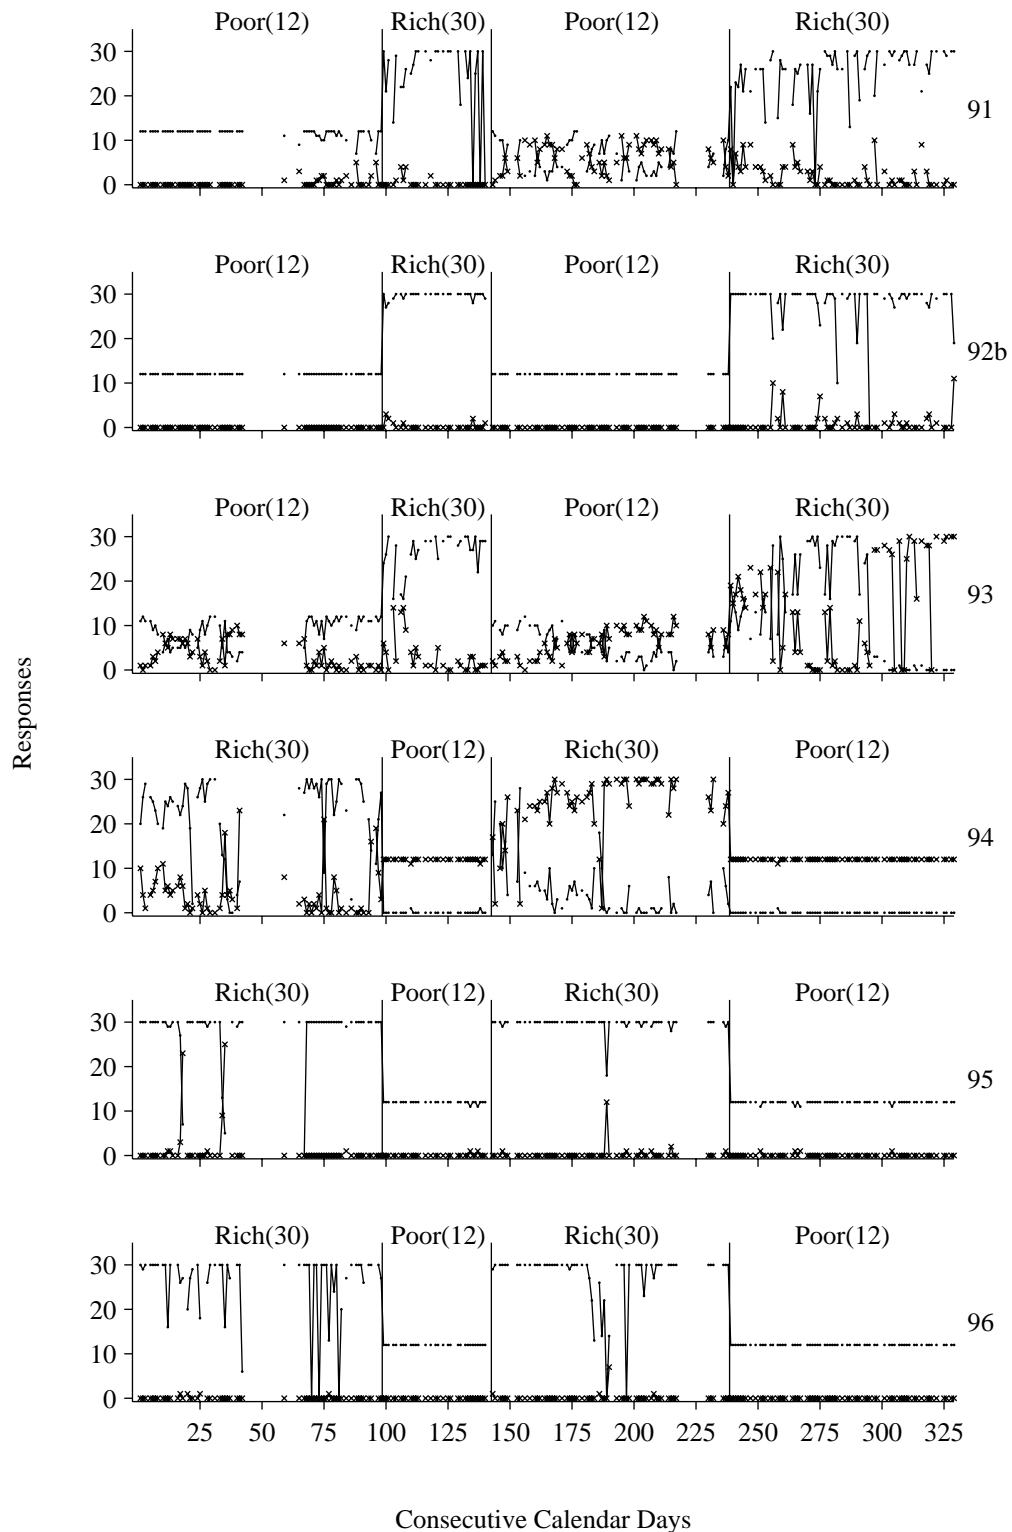 Poor(12) Rich(30) Poor(12) Rich(30)
30
20
10
0
91
Poor(12) Rich(30) Poor(12) Rich(30)
30
20
10
0
92b
Poor(12) Rich(30) Poor(12) Rich(30)
30
20
10
0
93
Responses
Rich(30) Poor(12) Rich(30) Poor(12)
30
20
10
0
94
Rich(30) Poor(12) Rich(30) Poor(12)
30
20
10
0
95
Rich(30) Poor(12) Rich(30) Poor(12)
30
20
10
0
96
25 50 75 100 125 150 175 200 225 250 275 300 325
Consecutive Calendar Days